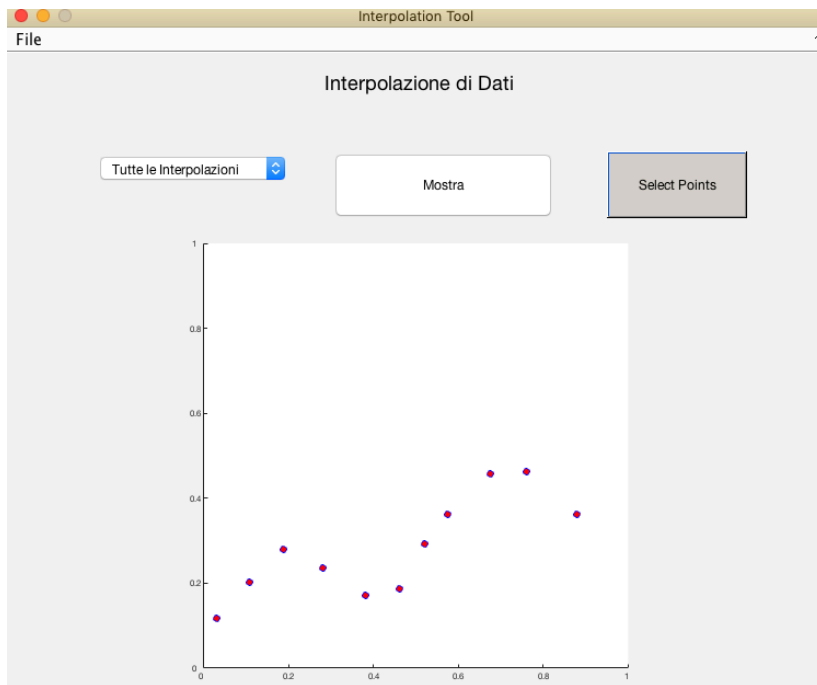 Interpolation Tool
File
Interpolazione di Dati
Tutte le Interpolazioni
Mostra
Select Points
1
0.8
0.6
0.4
0.2
0
0 0.2 0.4 0.6 0.8 1